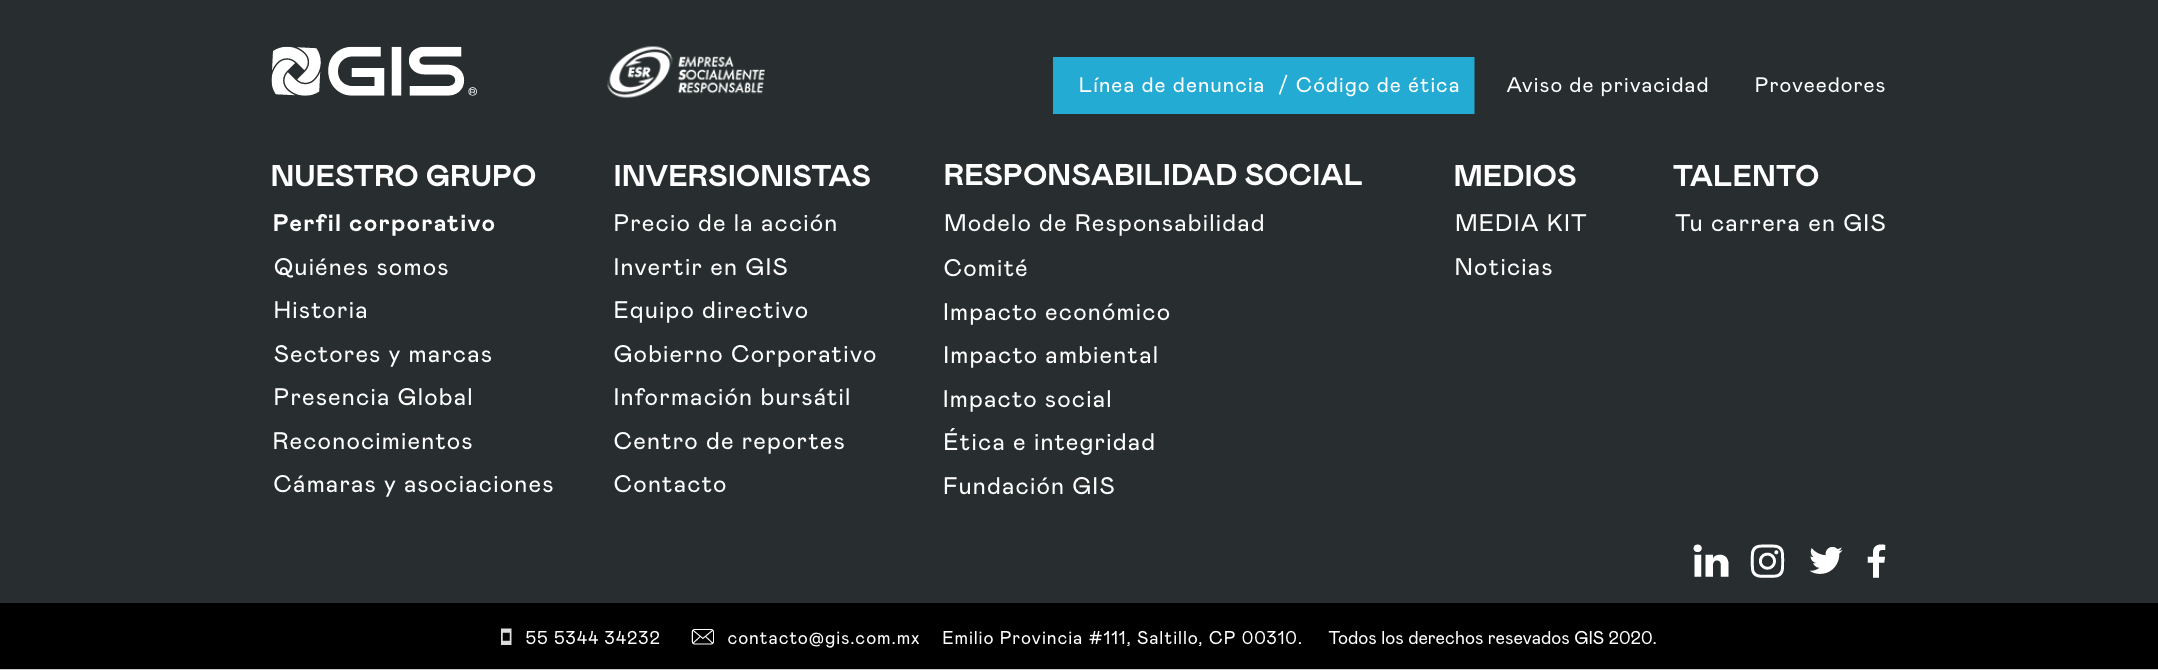 GIS®
ESR
EMPRESA
SOCIALMENTE
RESPONSABLE
Línea de denuncia / Código de ética
Aviso de privacidad
Proveedores
NUESTRO GRUPO
Perfil corporativo
Quiénes somos
Historia
Sectores y marcas
Presencia Global
Reconocimientos
Cámaras y asociaciones
INVERSIONISTAS
Precio de la acción
Invertir en GIS
Equipo directivo
Gobierno Corporativo
Información bursátil
Centro de reportes
Contacto
RESPONSABILIDAD SOCIAL
Modelo de Responsabilidad
Comité
Impacto económico
Impacto ambiental
Impacto social
Ética e integridad
Fundación GIS
MEDIOS
MEDIA KIT
Noticias
TALENTO
Tu carrera en GIS
55 5344 34232
contacto@gis.com.mx
Emilio Provincia #111, Saltillo, CP 00310.
Todos los derechos resevados GIS 2020.